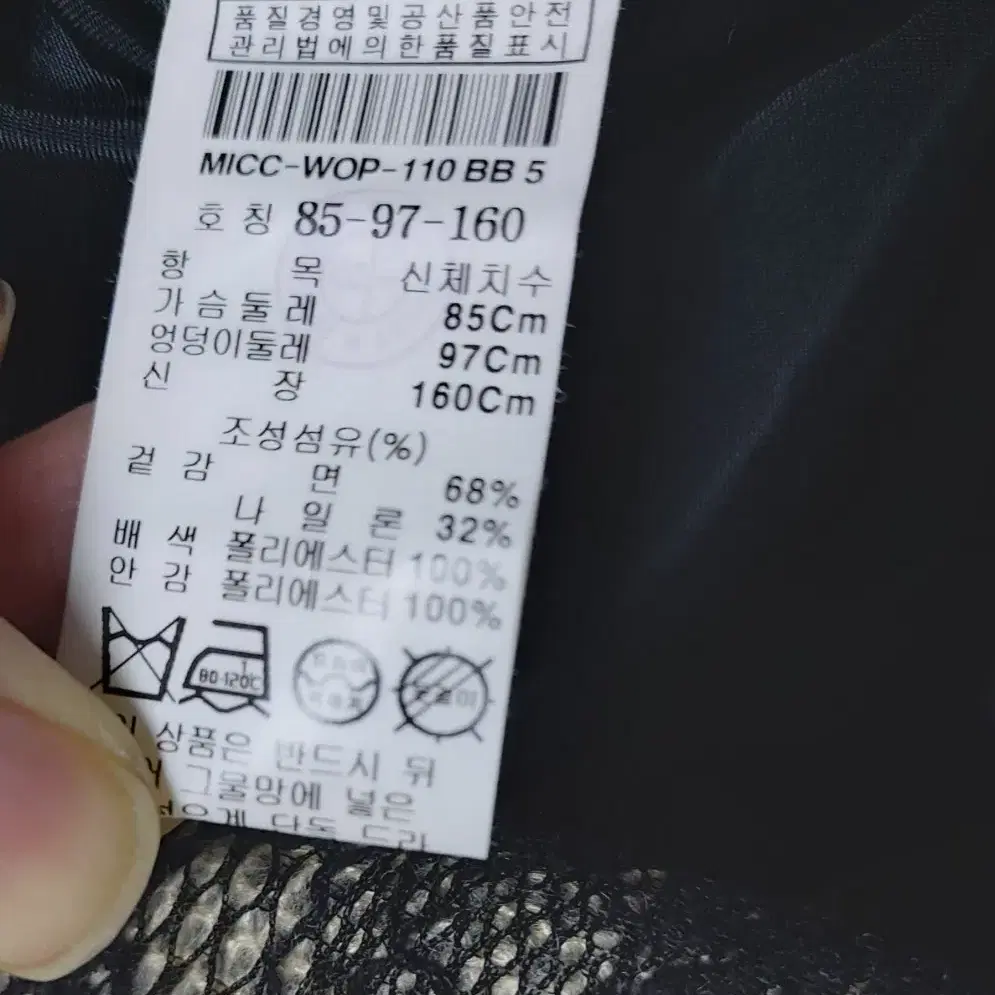 품질경영및공산품안전
관리법에의한품질표시
MICC-WOP-110 BB 5
호 칭 85-97-160
항 목 신체치수
가슴둘레 85Cm
엉덩이둘레 97Cm
신 장 160Cm
조성섬유(%)
겉 감 면 68%
나 일 론 32%
배 색 폴리에스터 100%
안 감 폴리에스터 100%
80-120℃
상품은 반드시 뒤
그물망에 넣은
단독 드라